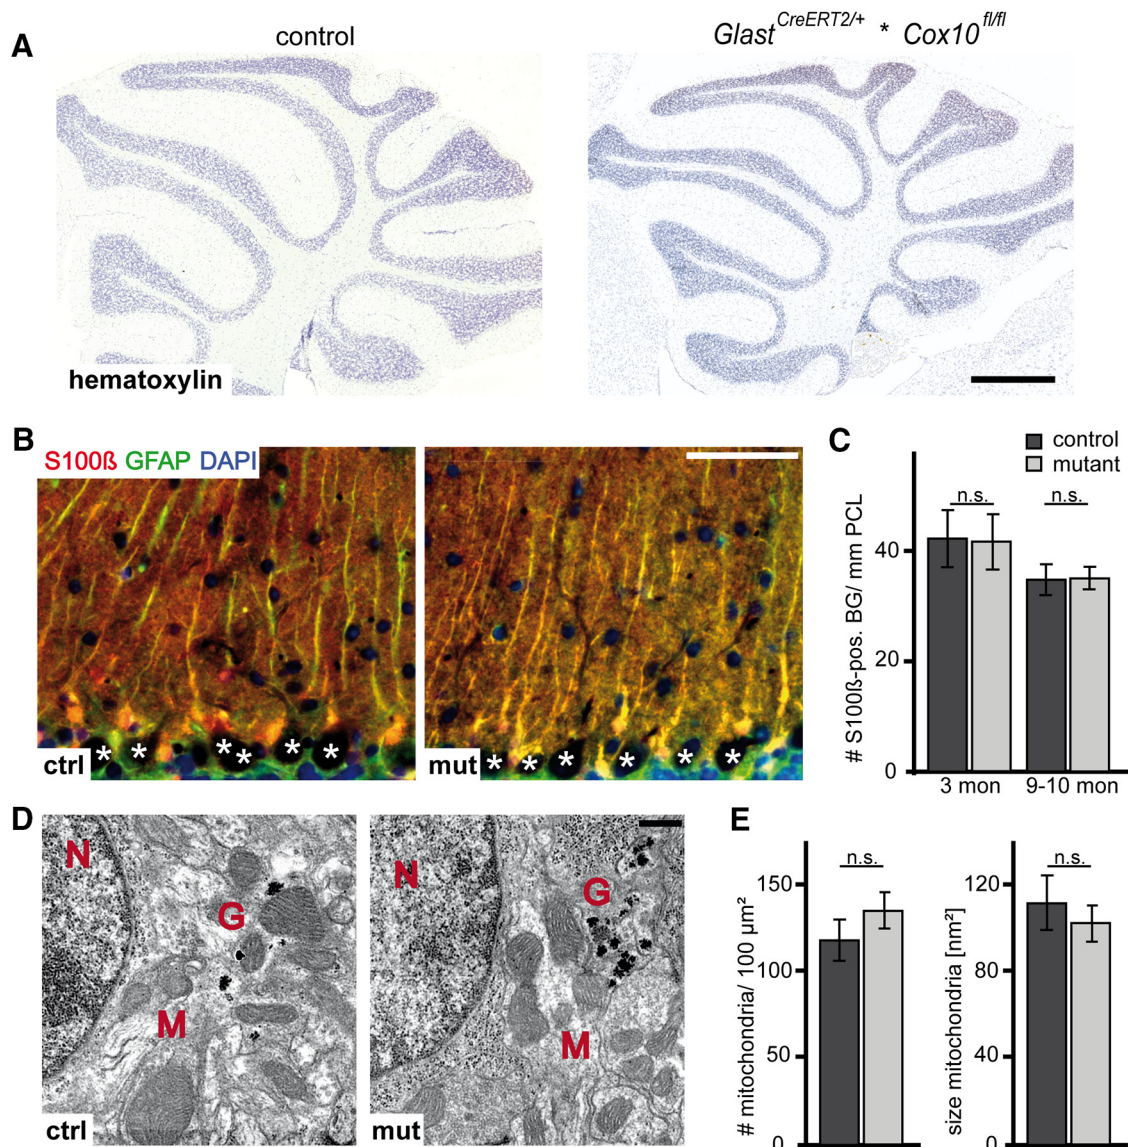 A
control
Glast CreERT2/+ * Cox10 fl/fl
hematoxylin
B
S100ß GFAP DAPI
ctrl
* * * * * *
mut
* * * * * *
C
control
mutant
# S100ß-pos. BG/ mm PCL
n.s.
n.s.
40
20
0
3 mon
9-10 mon
D
N
G
M
ctrl
N
G
M
mut
E
# mitochondria/ 100 µm²
n.s.
150
100
50
0
size mitochondria [nm²]
n.s.
120
80
40
0